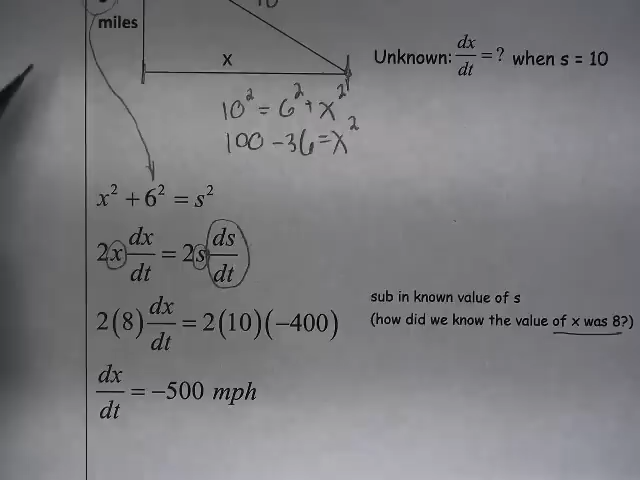 10
miles
x
Unknown: dx/dt = ? when s = 10
10² = 6² + x²
100 - 36 = x²
x² + 6² = s²
2x dx/dt = 2s ds/dt
2(8) dx/dt = 2(10)(-400)
sub in known value of s
(how did we know the value of x was 8?)
dx/dt = -500 mph